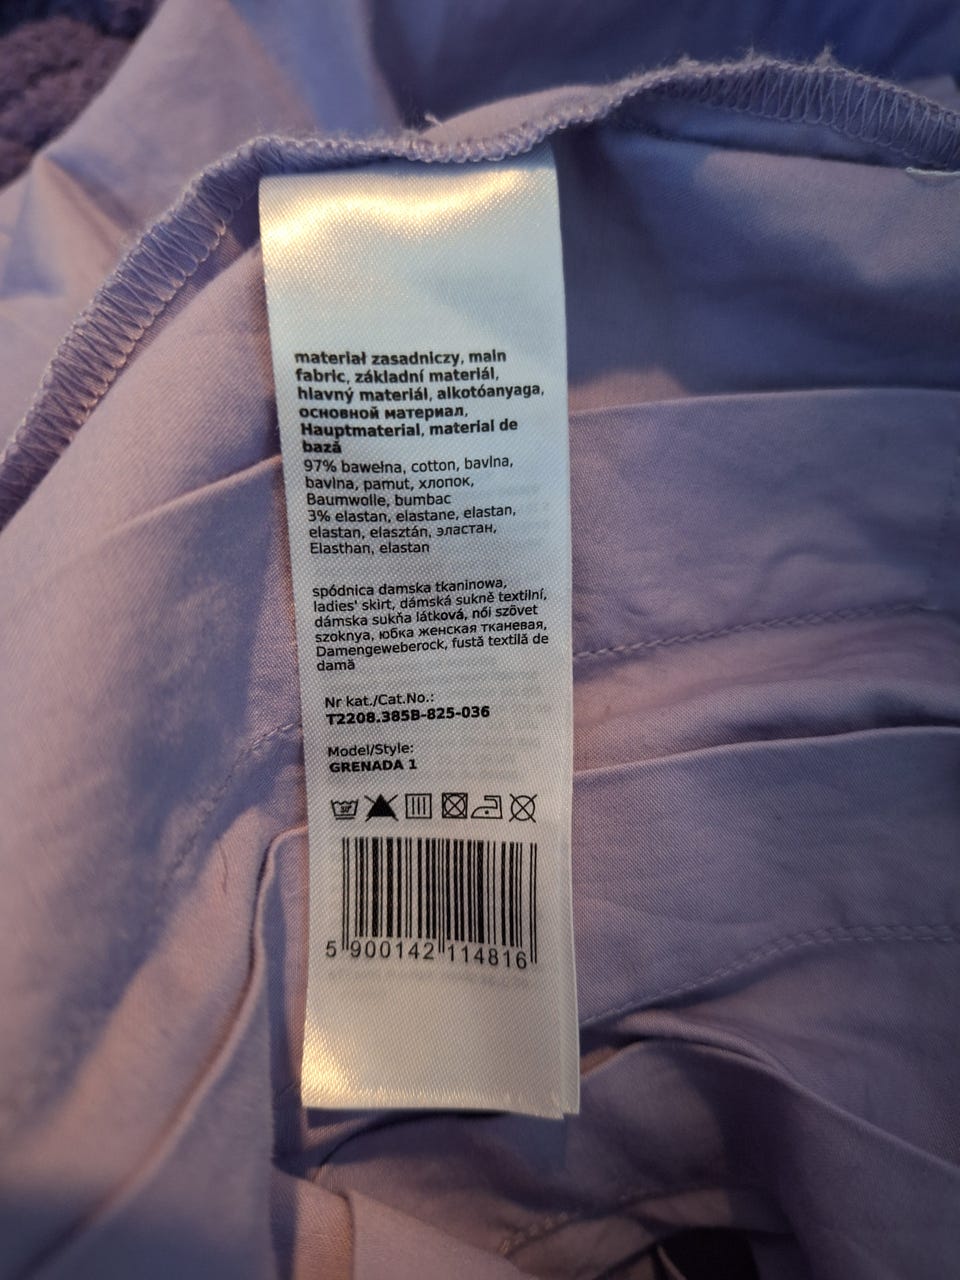 materiał zasadniczy, main
fabric, základní materiál,
hlavný materiál, alkotóanyaga,
основной материал,
Hauptmaterial, material de
bază
97% bawełna, cotton, bavlna,
bavlna, pamut, хлопок,
Baumwolle, bumbac
3% elastan, elastane, elastan,
elastan, elasztán, эластан,
Elasthan, elastan
spódnica damska tkaninowa,
ladies' skirt, dámská sukně textilní,
dámska sukňa látková, női szövet
szoknya, юбка женская тканевая,
Damengeweberock, fustă textilă de
damă
Nr kat./Cat.No.:
T2208.385B-825-036
Model/Style:
GRENADA 1
5 900142 114816